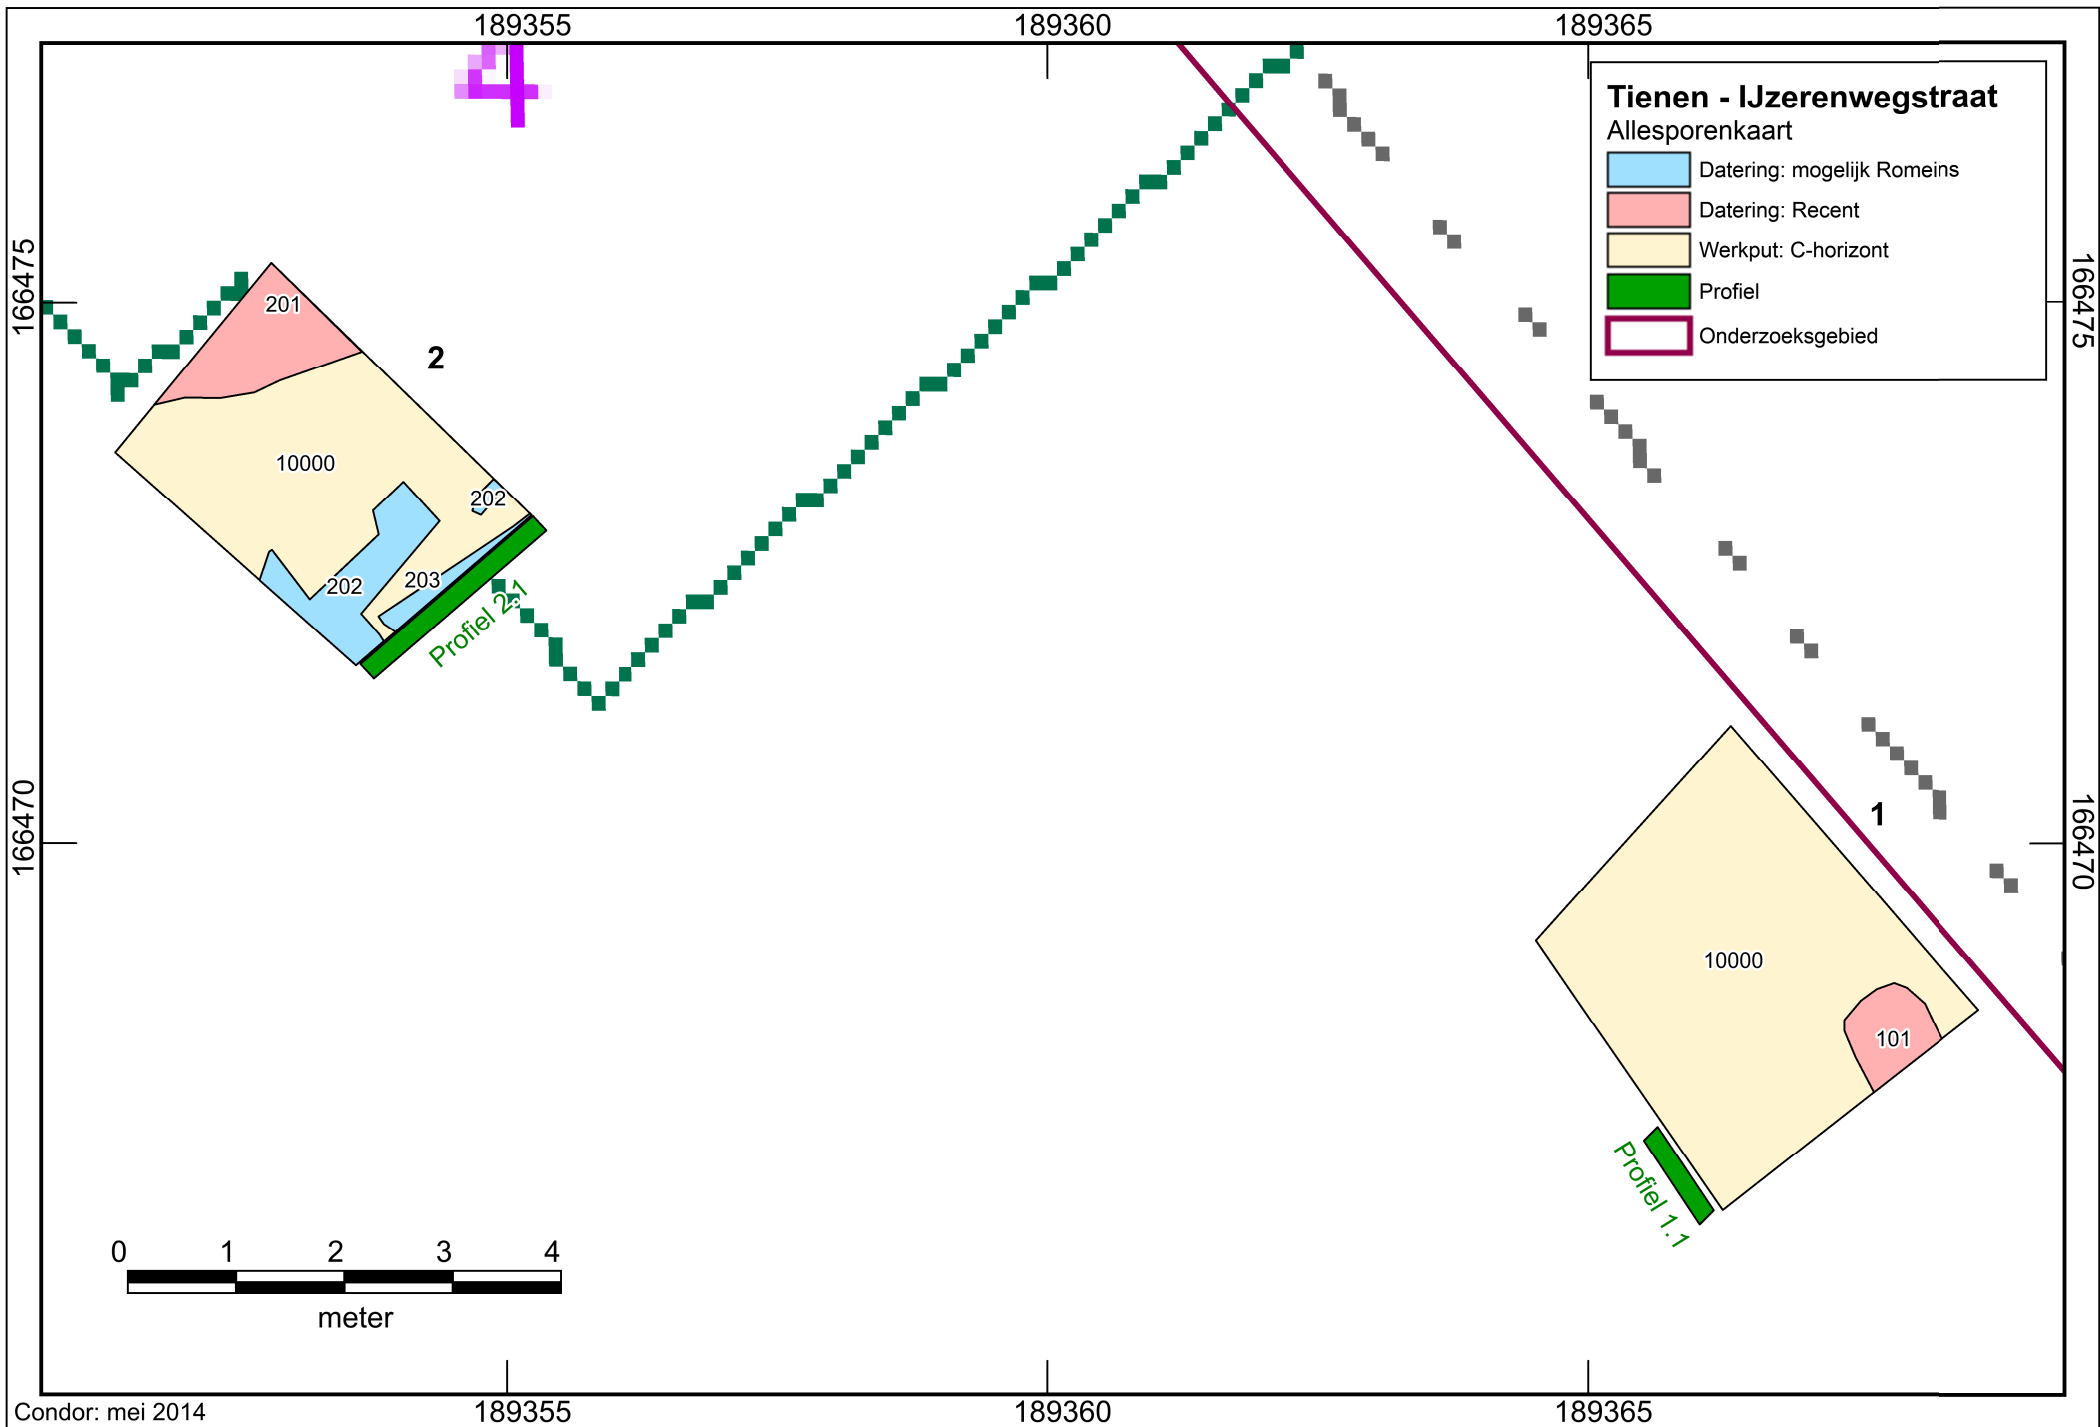 189355
189360
189365
4
Tienen - IJzerenwegstraat
Allesporenkaart
Datering: mogelijk Romeins
Datering: Recent
Werkput: C-horizont
Profiel
Onderzoeksgebied
166475
166475
201
2
10000
202
202
203
Profiel 2.1
166470
166470
1
10000
101
Profiel 1.1
0 1 2 3 4
meter
Condor: mei 2014
189355
189360
189365